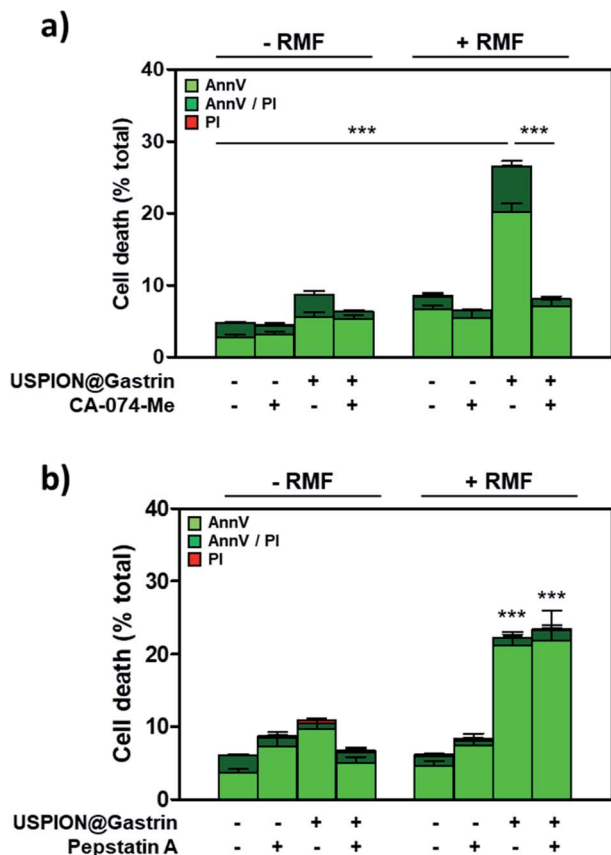 a)
- RMF + RMF
40
AnnV
AnnV / PI
PI
*** ***
30
20
10
0
Cell death (% total)
USPION@Gastrin - - + + - - + +
CA-074-Me - + - + - + - +
b)
- RMF + RMF
40
AnnV
AnnV / PI
PI
30
***
***
20
10
0
Cell death (% total)
USPION@Gastrin - - + + - - + +
Pepstatin A - + - + - + - +